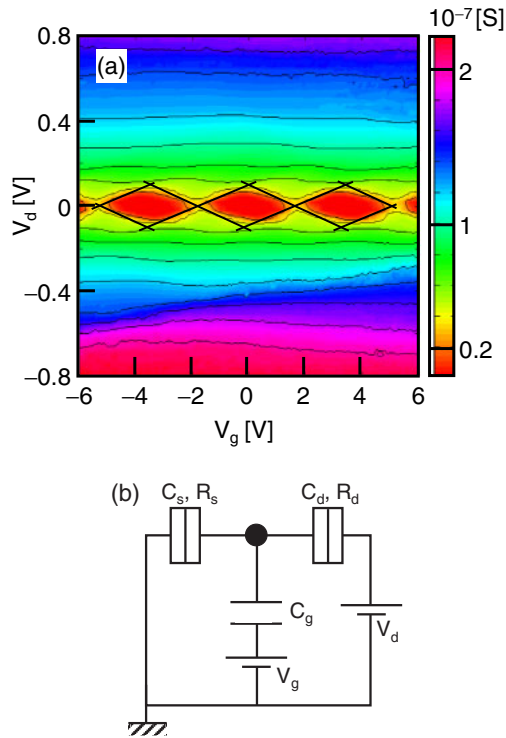 10⁻⁷ [S]
0.8
(a)
2
0.4
V_d [V]
0
1
−0.4
0.2
−0.8
−6 −4 −2 0 2 4 6
V_g [V]
(b)
C_s, R_s
C_d, R_d
C_g
V_d
V_g